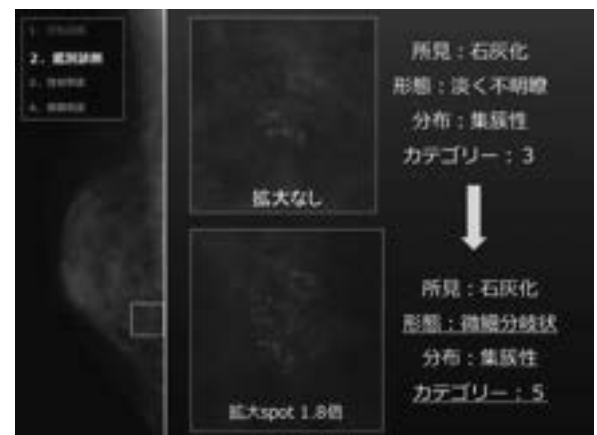 2. 鑑別診断
拡大なし
所見：石灰化
形態：淡く不明瞭
分布：集簇性
カテゴリー：3
拡大spot 1.8倍
所見：石灰化
形態：微細分岐状
分布：集簇性
カテゴリー：5